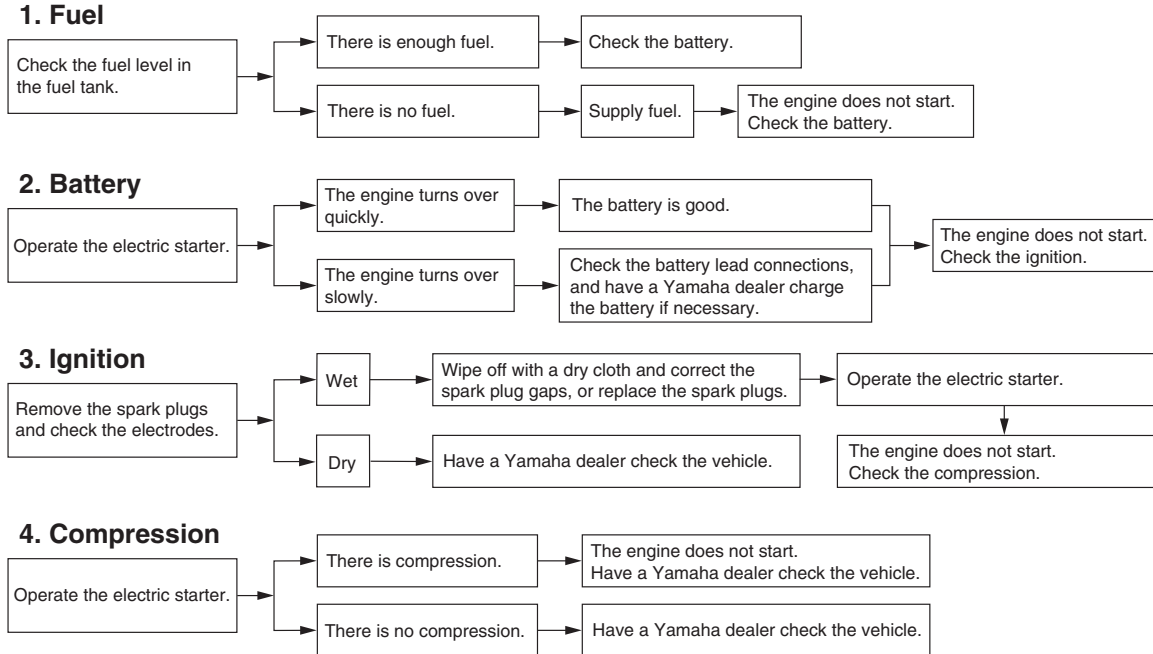 1. Fuel
Check the fuel level in
the fuel tank.
There is enough fuel.
Check the battery.
There is no fuel.
Supply fuel.
The engine does not start.
Check the battery.
2. Battery
Operate the electric starter.
The engine turns over
quickly.
The battery is good.
The engine turns over
slowly.
Check the battery lead connections,
and have a Yamaha dealer charge
the battery if necessary.
The engine does not start.
Check the ignition.
3. Ignition
Remove the spark plugs
and check the electrodes.
Wet
Wipe off with a dry cloth and correct the
spark plug gaps, or replace the spark plugs.
Operate the electric starter.
Dry
Have a Yamaha dealer check the vehicle.
The engine does not start.
Check the compression.
4. Compression
Operate the electric starter.
There is compression.
The engine does not start.
Have a Yamaha dealer check the vehicle.
There is no compression.
Have a Yamaha dealer check the vehicle.